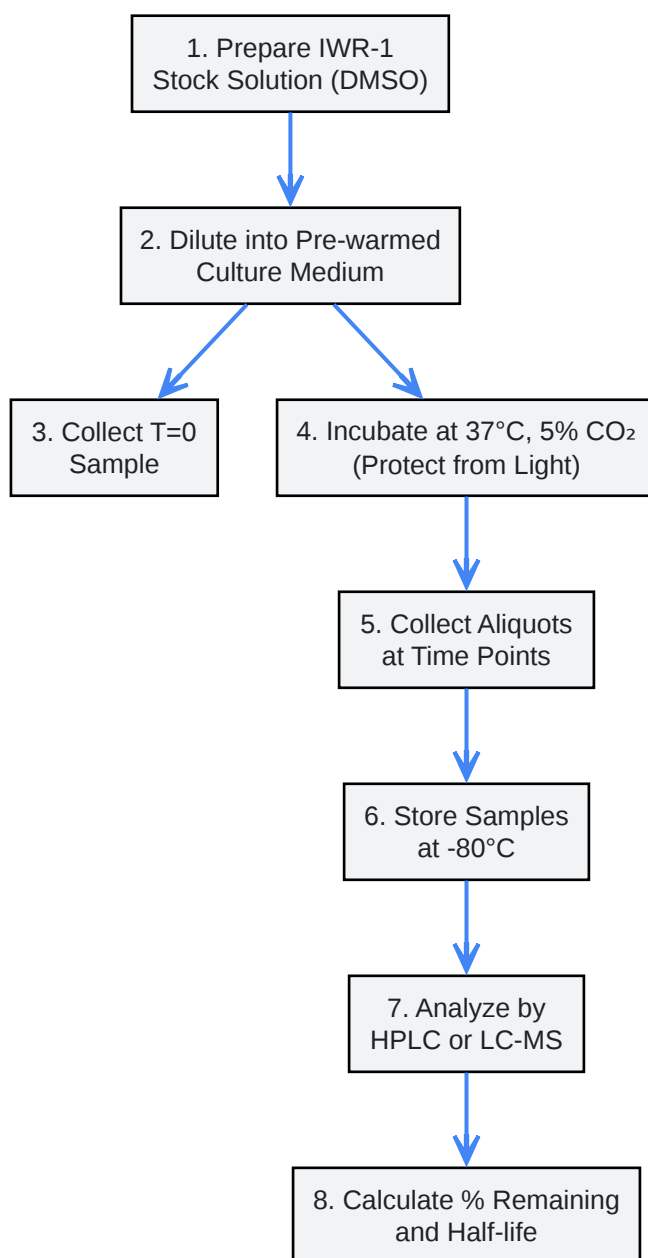 1. Prepare IWR-1
Stock Solution (DMSO)
2. Dilute into Pre-warmed
Culture Medium
3. Collect T=0
Sample
4. Incubate at 37°C, 5% CO₂
(Protect from Light)
5. Collect Aliquots
at Time Points
6. Store Samples
at -80°C
7. Analyze by
HPLC or LC-MS
8. Calculate % Remaining
and Half-life